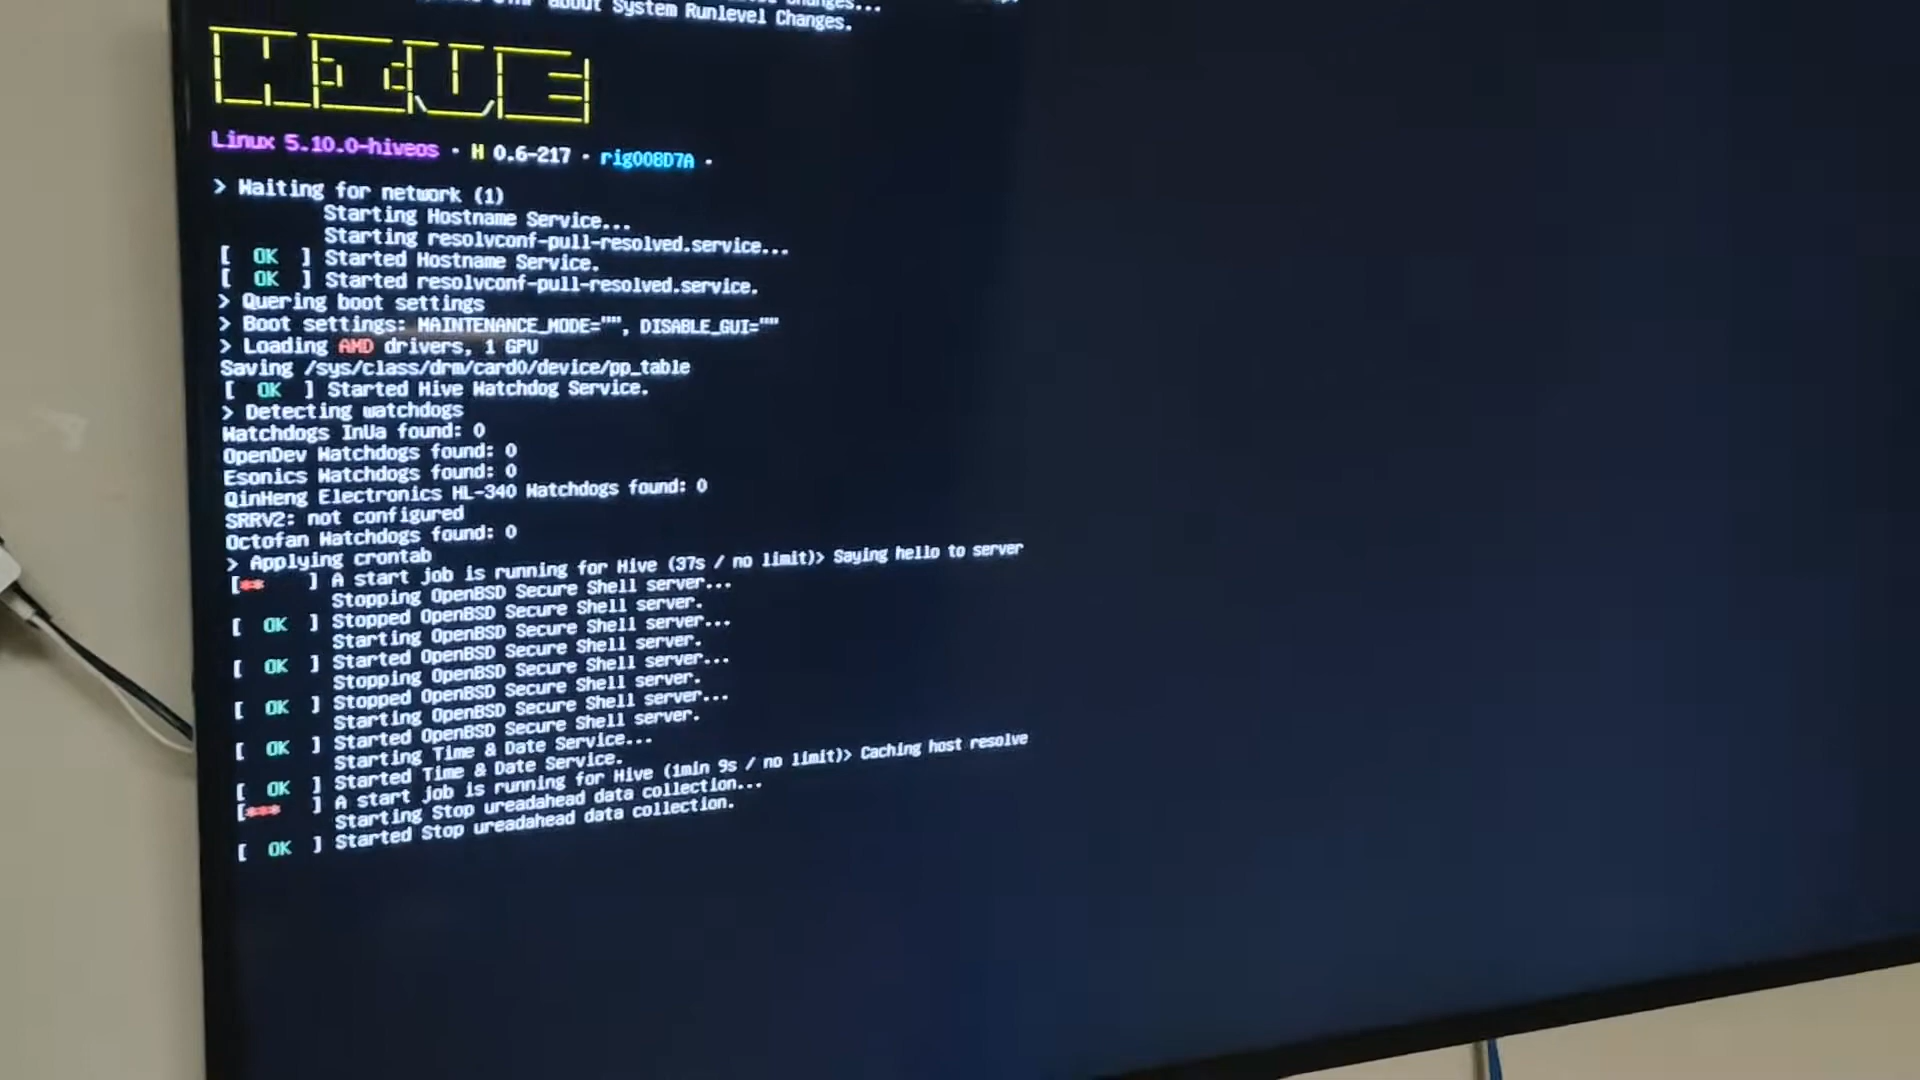 about System Runlevel Changes.
HIVE
Linux 5.10.0-hiveos · H 0.6-217 · rig008D7A ·
> Waiting for network (1)
Starting Hostname Service...
Starting resolvconf-pull-resolved.service...
[ OK ] Started Hostname Service.
[ OK ] Started resolvconf-pull-resolved.service.
> Quering boot settings
> Boot settings: MAINTENANCE_MODE="", DISABLE_GUI=""
> Loading AMD drivers, 1 GPU
Saving /sys/class/drm/card0/device/pp_table
[ OK ] Started Hive Watchdog Service.
> Detecting watchdogs
Watchdogs InUa found: 0
OpenDev Watchdogs found: 0
Esonics Watchdogs found: 0
QinHeng Electronics HL-340 Watchdogs found: 0
SRRV2: not configured
Octofan Watchdogs found: 0
> Applying crontab
[** ] A start job is running for Hive (37s / no limit)> Saying hello to server
Stopping OpenBSD Secure Shell server...
[ OK ] Stopped OpenBSD Secure Shell server.
Starting OpenBSD Secure Shell server...
[ OK ] Started OpenBSD Secure Shell server.
Stopping OpenBSD Secure Shell server...
[ OK ] Stopped OpenBSD Secure Shell server.
Starting OpenBSD Secure Shell server...
[ OK ] Started OpenBSD Secure Shell server.
Starting Time & Date Service...
[ OK ] Started Time & Date Service.
[*** ] A start job is running for Hive (1min 9s / no limit)> Caching host resolve
Starting Stop ureadahead data collection...
[ OK ] Started Stop ureadahead data collection.